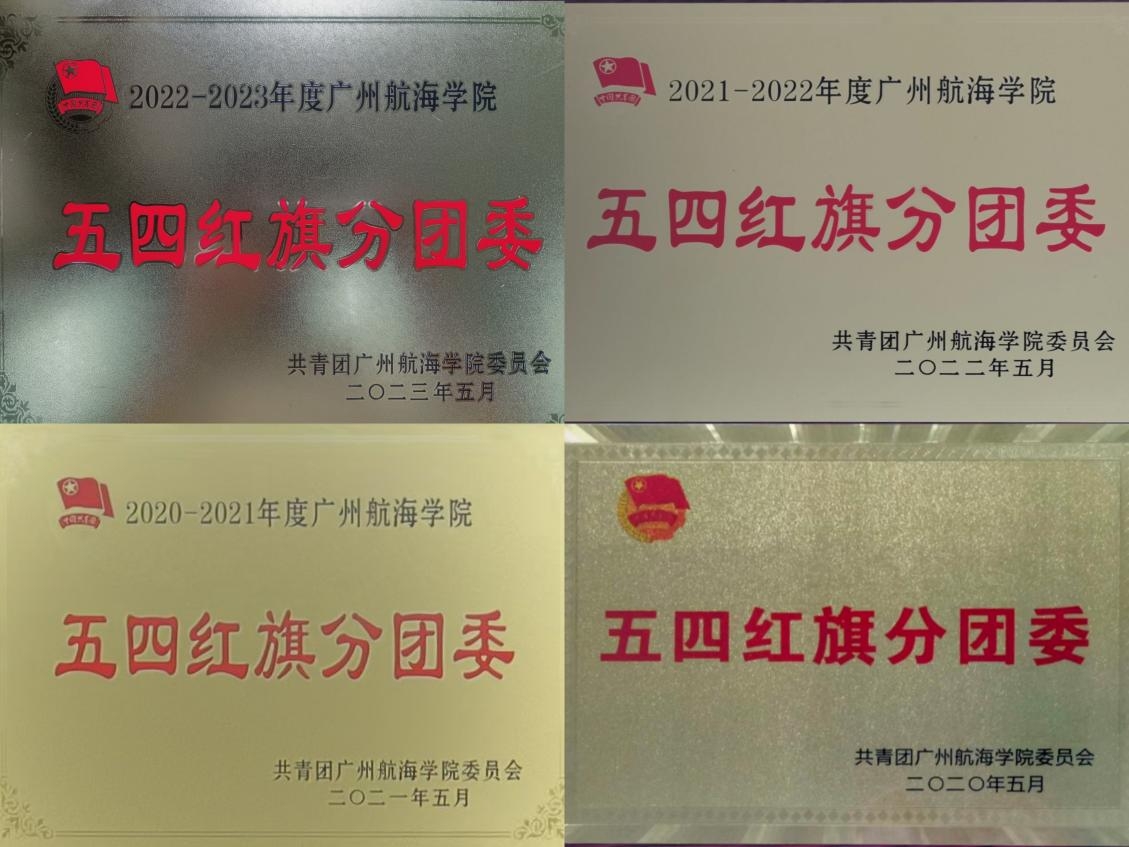 2022-2023年度广州航海学院
五四红旗分团委
共青团广州航海学院委员会
二〇二三年五月
2021-2022年度广州航海学院
五四红旗分团委
共青团广州航海学院委员会
二〇二二年五月
中国共青团
2020-2021年度广州航海学院
五四红旗分团委
共青团广州航海学院委员会
二〇二一年五月
五四红旗分团委
共青团广州航海学院委员会
二〇二〇年五月